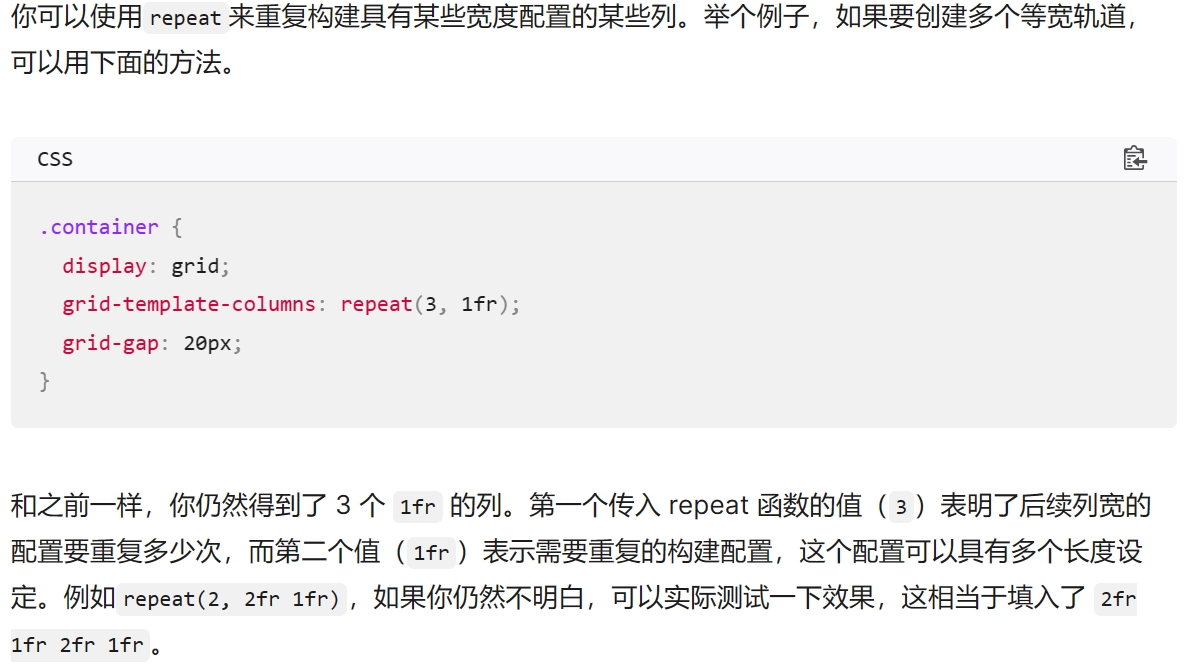 你可以使用 repeat 来重复构建具有某些宽度配置的某些列。举个例子，如果要创建多个等宽轨道，
可以用下面的方法。
CSS
.container {
  display: grid;
  grid-template-columns: repeat(3, 1fr);
  grid-gap: 20px;
}
和之前一样，你仍然得到了 3 个 1fr 的列。第一个传入 repeat 函数的值（3）表明了后续列宽的
配置要重复多少次，而第二个值（1fr）表示需要重复的构建配置，这个配置可以具有多个长度设
定。例如 repeat(2, 2fr 1fr)，如果你仍然不明白，可以实际测试一下效果，这相当于填入了 2fr
1fr 2fr 1fr。